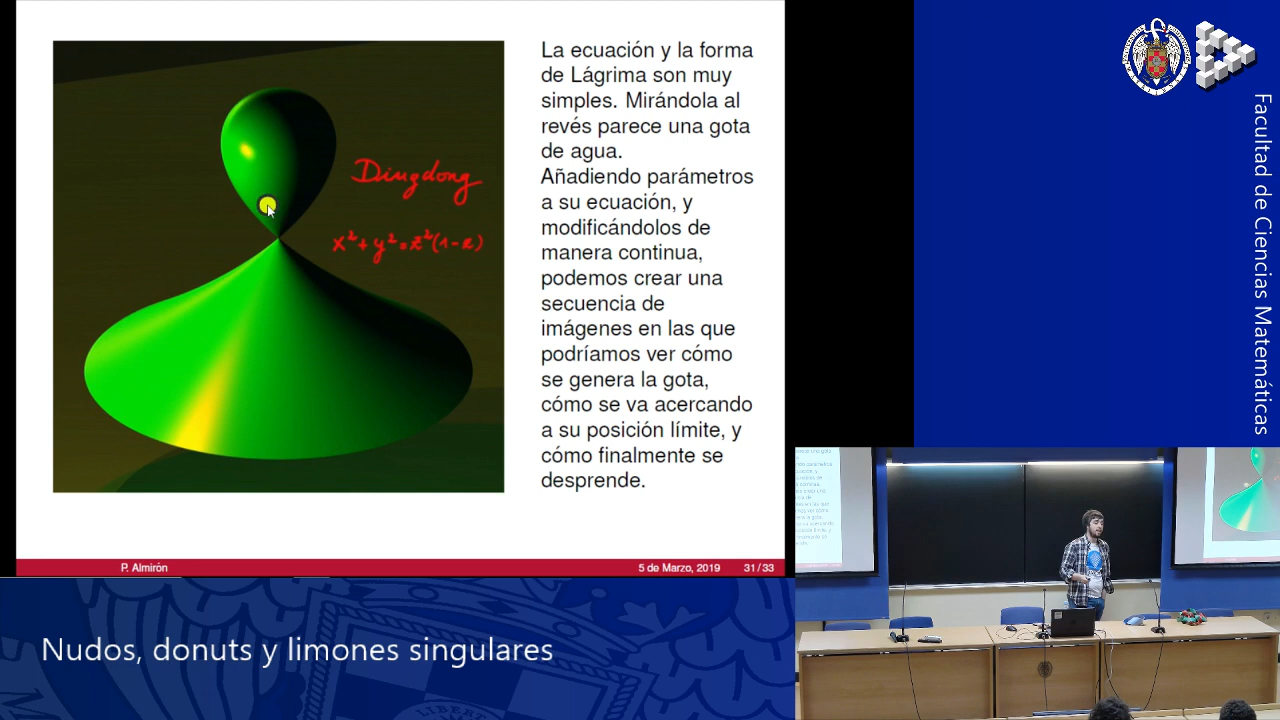 La ecuación y la forma
de Lágrima son muy
simples. Mirándola al
revés parece una gota
de agua.
Añadiendo parámetros
a su ecuación, y
modificándolos de
manera continua,
podemos crear una
secuencia de
imágenes en las que
podríamos ver cómo
se genera la gota,
cómo se va acercando
a su posición límite, y
cómo finalmente se
desprende.
Dingdong
x²+y²=z²(1-z)
P. Almirón
5 de Marzo, 2019 31/33
Nudos, donuts y limones singulares
Facultad de Ciencias Matemáticas
LIBERT